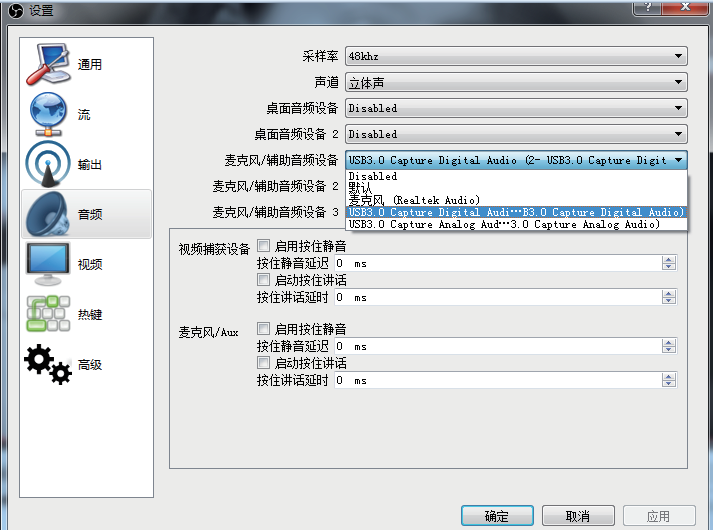 设置
?
X
通用
流
输出
音频
视频
热键
高级
采样率 48khz
声道 立体声
桌面音频设备 Disabled
桌面音频设备 2 Disabled
麦克风/辅助音频设备 USB3.0 Capture Digital Audio (2- USB3.0 Capture Digit
麦克风/辅助音频设备 2
麦克风/辅助音频设备 3
Disabled
默认
麦克风 (Realtek Audio)
USB3.0 Capture Digital Audi…B3.0 Capture Digital Audio)
USB3.0 Capture Analog Aud…3.0 Capture Analog Audio)
视频捕获设备 启用按住静音
按住静音延迟 0 ms
启动按住讲话
按住讲话延时 0 ms
麦克风/Aux 启用按住静音
按住静音延迟 0 ms
启动按住讲话
按住讲话延时 0 ms
确定
取消
应用